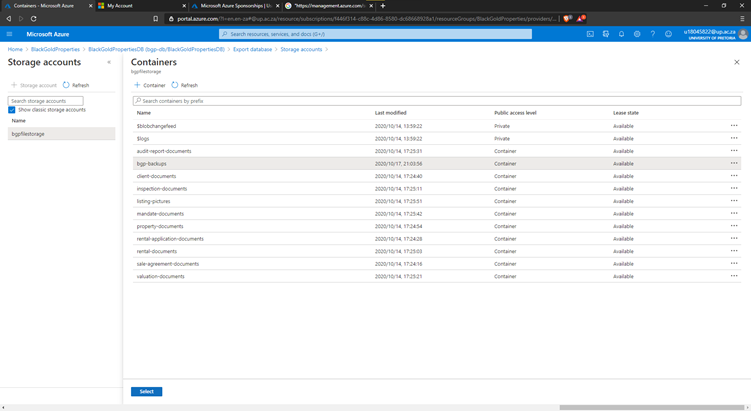 Containers - Microsoft Azure
My Account
Microsoft Azure Sponsorships |
"https://management.azure.com/
portal.azure.com/?l=en.en-za#@up.ac.za/resource/subscriptions/
/resourceGroups/BlackGoldProperties/providers/...
Microsoft Azure
Search resources, services, and docs (G+/)
u18045822@up.ac.za
UNIVERSITY OF PRETORIA
Home > BlackGoldProperties > BlackGoldPropertiesDB (bgp-db/BlackGoldPropertiesDB) > Export database > Storage accounts >
Storage accounts
+ Storage account Refresh
Search storage accounts
Show classic storage accounts
Name
bgpfilestorage
Containers
bgpfilestorage
+ Container Refresh
Search containers by prefix
Name Last modified Public access level Lease state
$blobchangefeed 2020/10/14, 13:59:22 Private Available ...
$logs 2020/10/14, 13:59:22 Private Available ...
audit-report-documents 2020/10/14, 17:25:31 Container Available ...
bgp-backups 2020/10/17, 21:03:56 Container Available ...
client-documents 2020/10/14, 17:24:40 Container Available ...
inspection-documents 2020/10/14, 17:25:11 Container Available ...
listing-pictures 2020/10/14, 17:25:51 Container Available ...
mandate-documents 2020/10/14, 17:25:42 Container Available ...
property-documents 2020/10/14, 17:24:54 Container Available ...
rental-application-documents 2020/10/14, 17:24:28 Container Available ...
rental-documents 2020/10/14, 17:25:03 Container Available ...
sale-agreement-documents 2020/10/14, 17:24:16 Container Available ...
valuation-documents 2020/10/14, 17:25:21 Container Available ...
Select